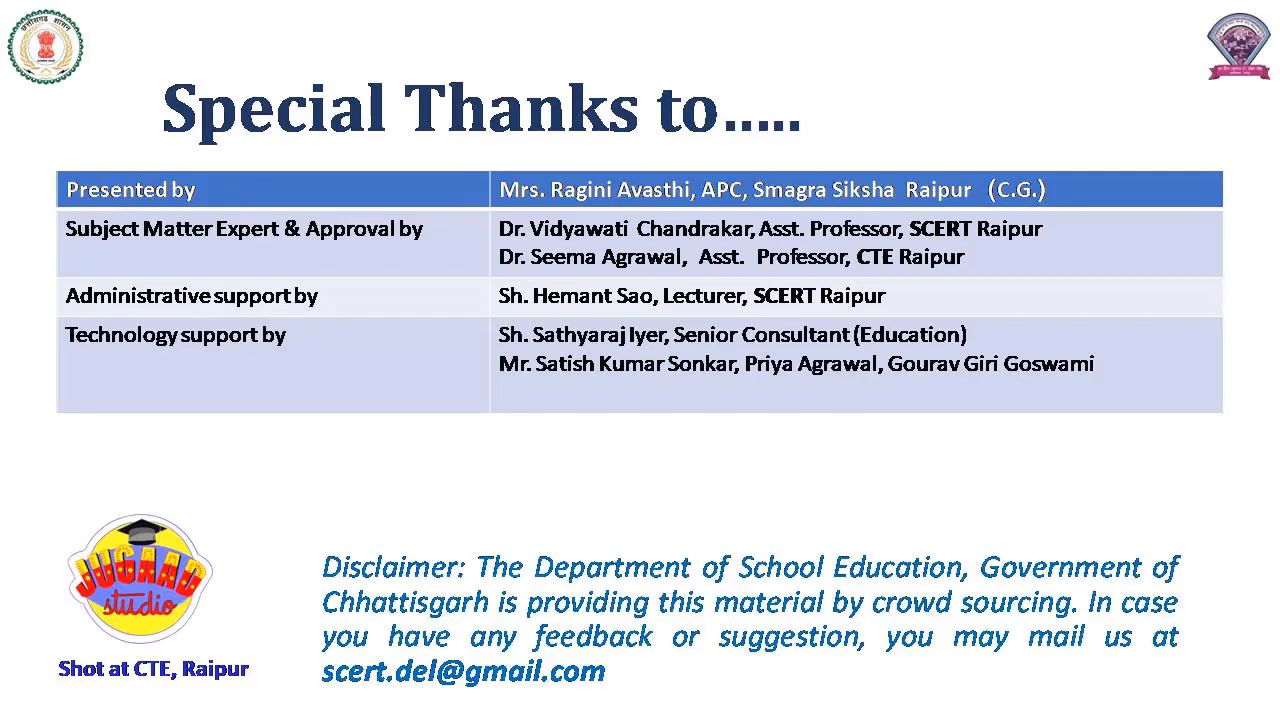 छत्तीसगढ़ शासन
Special Thanks to.....
Presented by
Mrs. Ragini Avasthi, APC, Smagra Siksha Raipur (C.G.)
Subject Matter Expert & Approval by
Dr. Vidyawati Chandrakar, Asst. Professor, SCERT Raipur
Dr. Seema Agrawal, Asst. Professor, CTE Raipur
Administrative support by
Sh. Hemant Sao, Lecturer, SCERT Raipur
Technology support by
Sh. Sathyaraj Iyer, Senior Consultant (Education)
Mr. Satish Kumar Sonkar, Priya Agrawal, Gourav Giri Goswami
JUGAAD
studio
Shot at CTE, Raipur
Disclaimer: The Department of School Education, Government of
Chhattisgarh is providing this material by crowd sourcing. In case
you have any feedback or suggestion, you may mail us at
scert.del@gmail.com